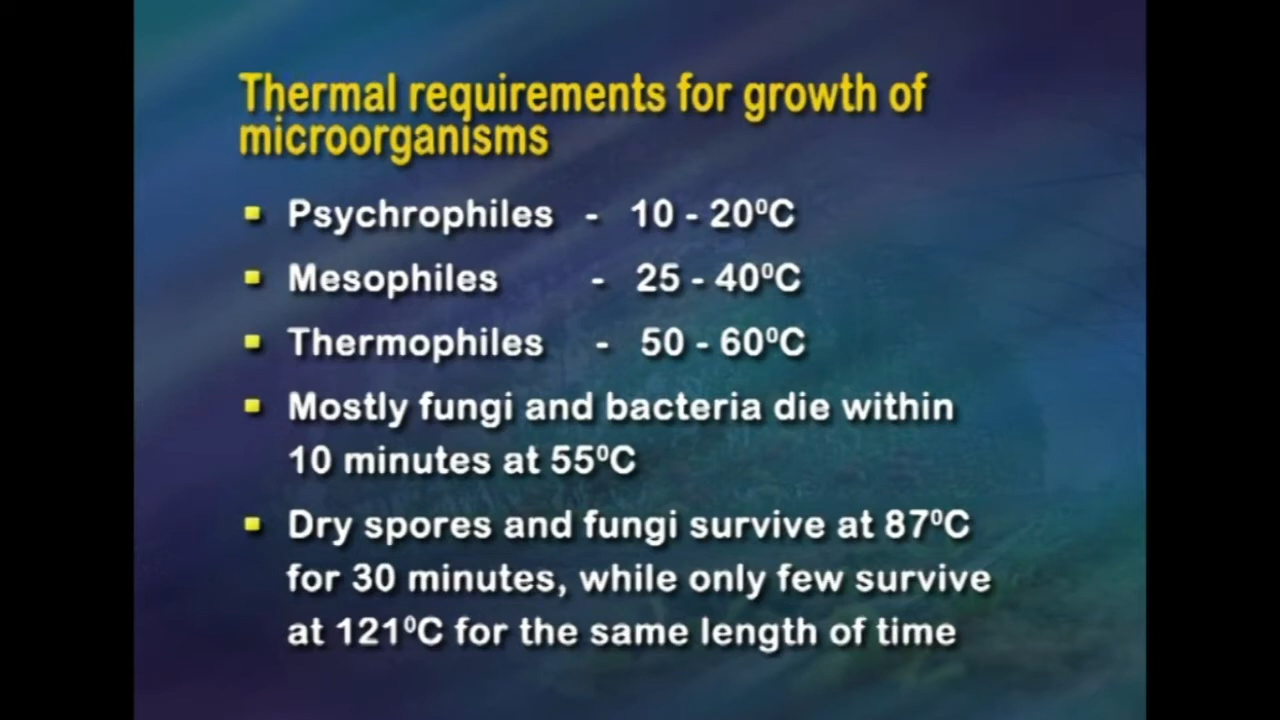 Thermal requirements for growth of
microorganisms
▪ Psychrophiles - 10 - 20⁰C
▪ Mesophiles - 25 - 40⁰C
▪ Thermophiles - 50 - 60⁰C
▪ Mostly fungi and bacteria die within
10 minutes at 55⁰C
▪ Dry spores and fungi survive at 87⁰C
for 30 minutes, while only few survive
at 121⁰C for the same length of time